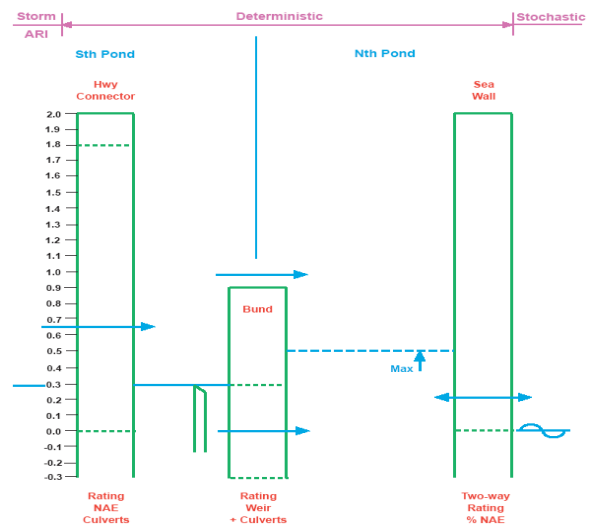 Storm
Deterministic
Stochastic
ARI
Sth Pond
Nth Pond
Hwy
Connector
Sea
Wall
2.0
1.9
1.8
1.7
1.6
1.5
1.4
1.3
1.2
1.1
1.0
0.9
0.8
0.7
0.6
0.5
0.4
0.3
0.2
0.1
0.0
-0.1
-0.2
-0.3
Bund
Max
Rating
NAE
Culverts
Rating
Weir
+ Culverts
Two-way
Rating
% NAE